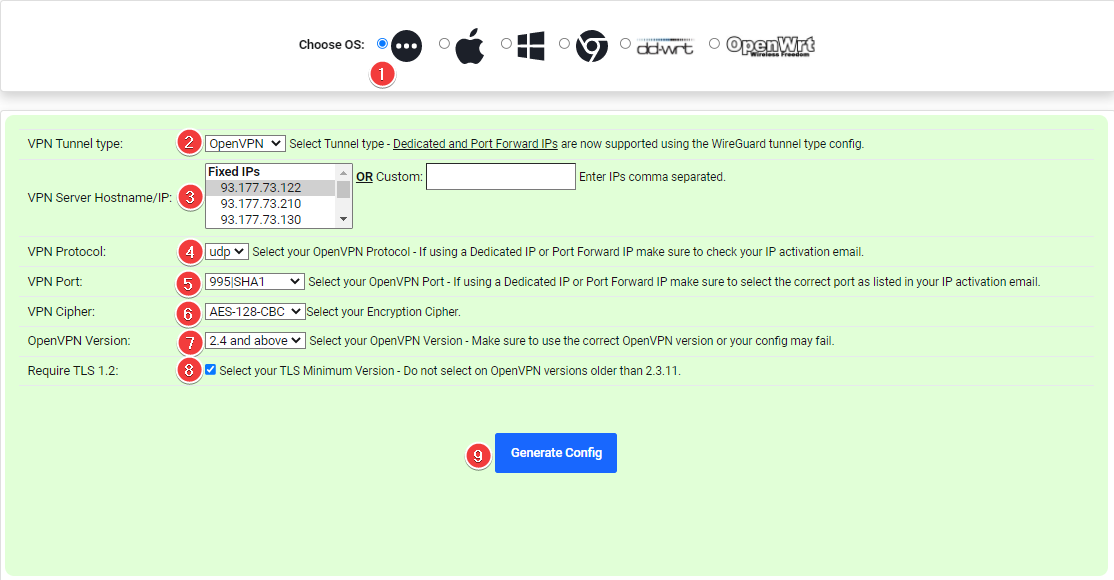 Choose OS: dd-wrt OpenWrt
Wireless Freedom
1
VPN Tunnel type: 2 OpenVPN Select Tunnel type - Dedicated and Port Forward IPs are now supported using the WireGuard tunnel type config.
Fixed IPs
VPN Server Hostname/IP: 3 93.177.73.122 OR Custom: Enter IPs comma separated.
93.177.73.210
93.177.73.130
VPN Protocol: 4 udp Select your OpenVPN Protocol - If using a Dedicated IP or Port Forward IP make sure to check your IP activation email.
VPN Port: 5 995|SHA1 Select your OpenVPN Port - If using a Dedicated IP or Port Forward IP make sure to select the correct port as listed in your IP activation email.
VPN Cipher: 6 AES-128-CBC Select your Encryption Cipher.
OpenVPN Version: 7 2.4 and above Select your OpenVPN Version - Make sure to use the correct OpenVPN version or your config may fail.
Require TLS 1.2: 8 Select your TLS Minimum Version - Do not select on OpenVPN versions older than 2.3.11.
9 Generate Config